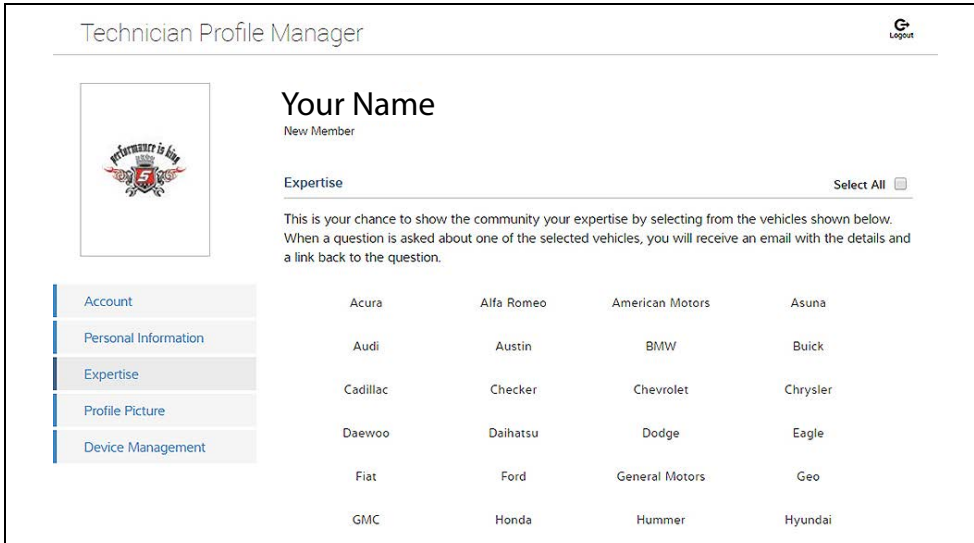 Technician Profile Manager
Logout
performance is king
5
Your Name
New Member
Expertise
Select All
This is your chance to show the community your expertise by selecting from the vehicles shown below.
When a question is asked about one of the selected vehicles, you will receive an email with the details and
a link back to the question.
Account
Personal Information
Expertise
Profile Picture
Device Management
Acura Alfa Romeo American Motors Asuna
Audi Austin BMW Buick
Cadillac Checker Chevrolet Chrysler
Daewoo Daihatsu Dodge Eagle
Fiat Ford General Motors Geo
GMC Honda Hummer Hyundai